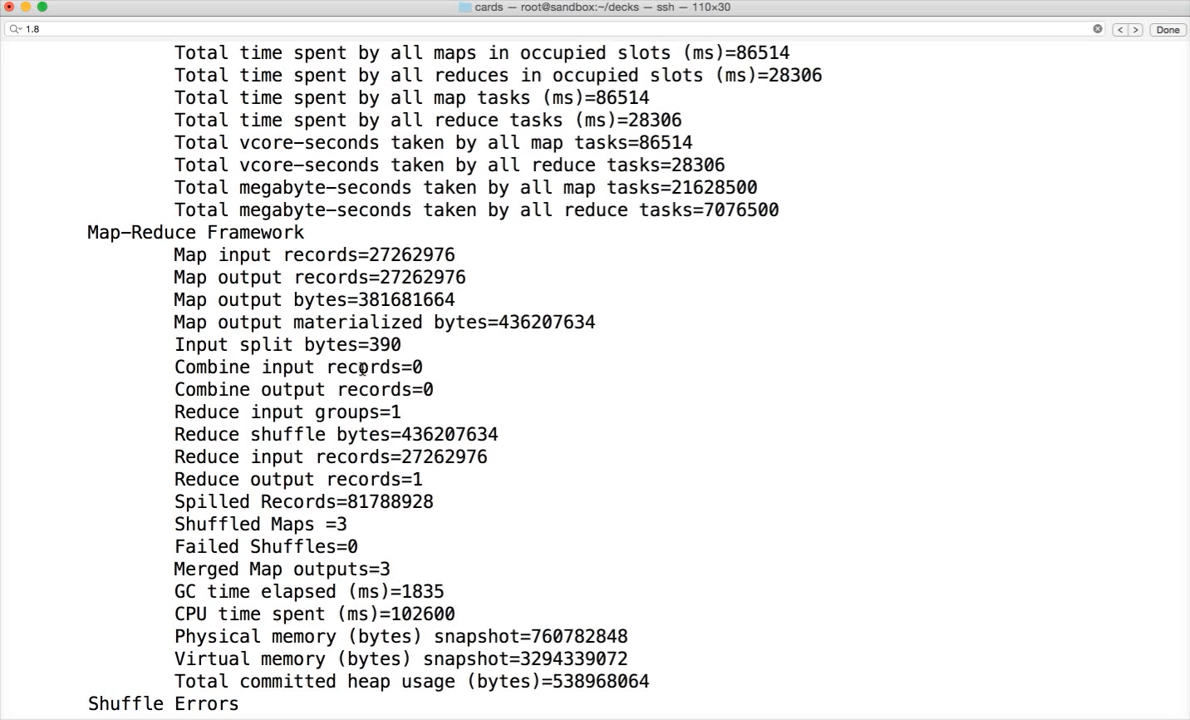 cards — root@sandbox:~/decks — ssh — 110×30
1.8
< > Done
Total time spent by all maps in occupied slots (ms)=86514
Total time spent by all reduces in occupied slots (ms)=28306
Total time spent by all map tasks (ms)=86514
Total time spent by all reduce tasks (ms)=28306
Total vcore-seconds taken by all map tasks=86514
Total vcore-seconds taken by all reduce tasks=28306
Total megabyte-seconds taken by all map tasks=21628500
Total megabyte-seconds taken by all reduce tasks=7076500
Map-Reduce Framework
Map input records=27262976
Map output records=27262976
Map output bytes=381681664
Map output materialized bytes=436207634
Input split bytes=390
Combine input records=0
Combine output records=0
Reduce input groups=1
Reduce shuffle bytes=436207634
Reduce input records=27262976
Reduce output records=1
Spilled Records=81788928
Shuffled Maps =3
Failed Shuffles=0
Merged Map outputs=3
GC time elapsed (ms)=1835
CPU time spent (ms)=102600
Physical memory (bytes) snapshot=760782848
Virtual memory (bytes) snapshot=3294339072
Total committed heap usage (bytes)=538968064
Shuffle Errors